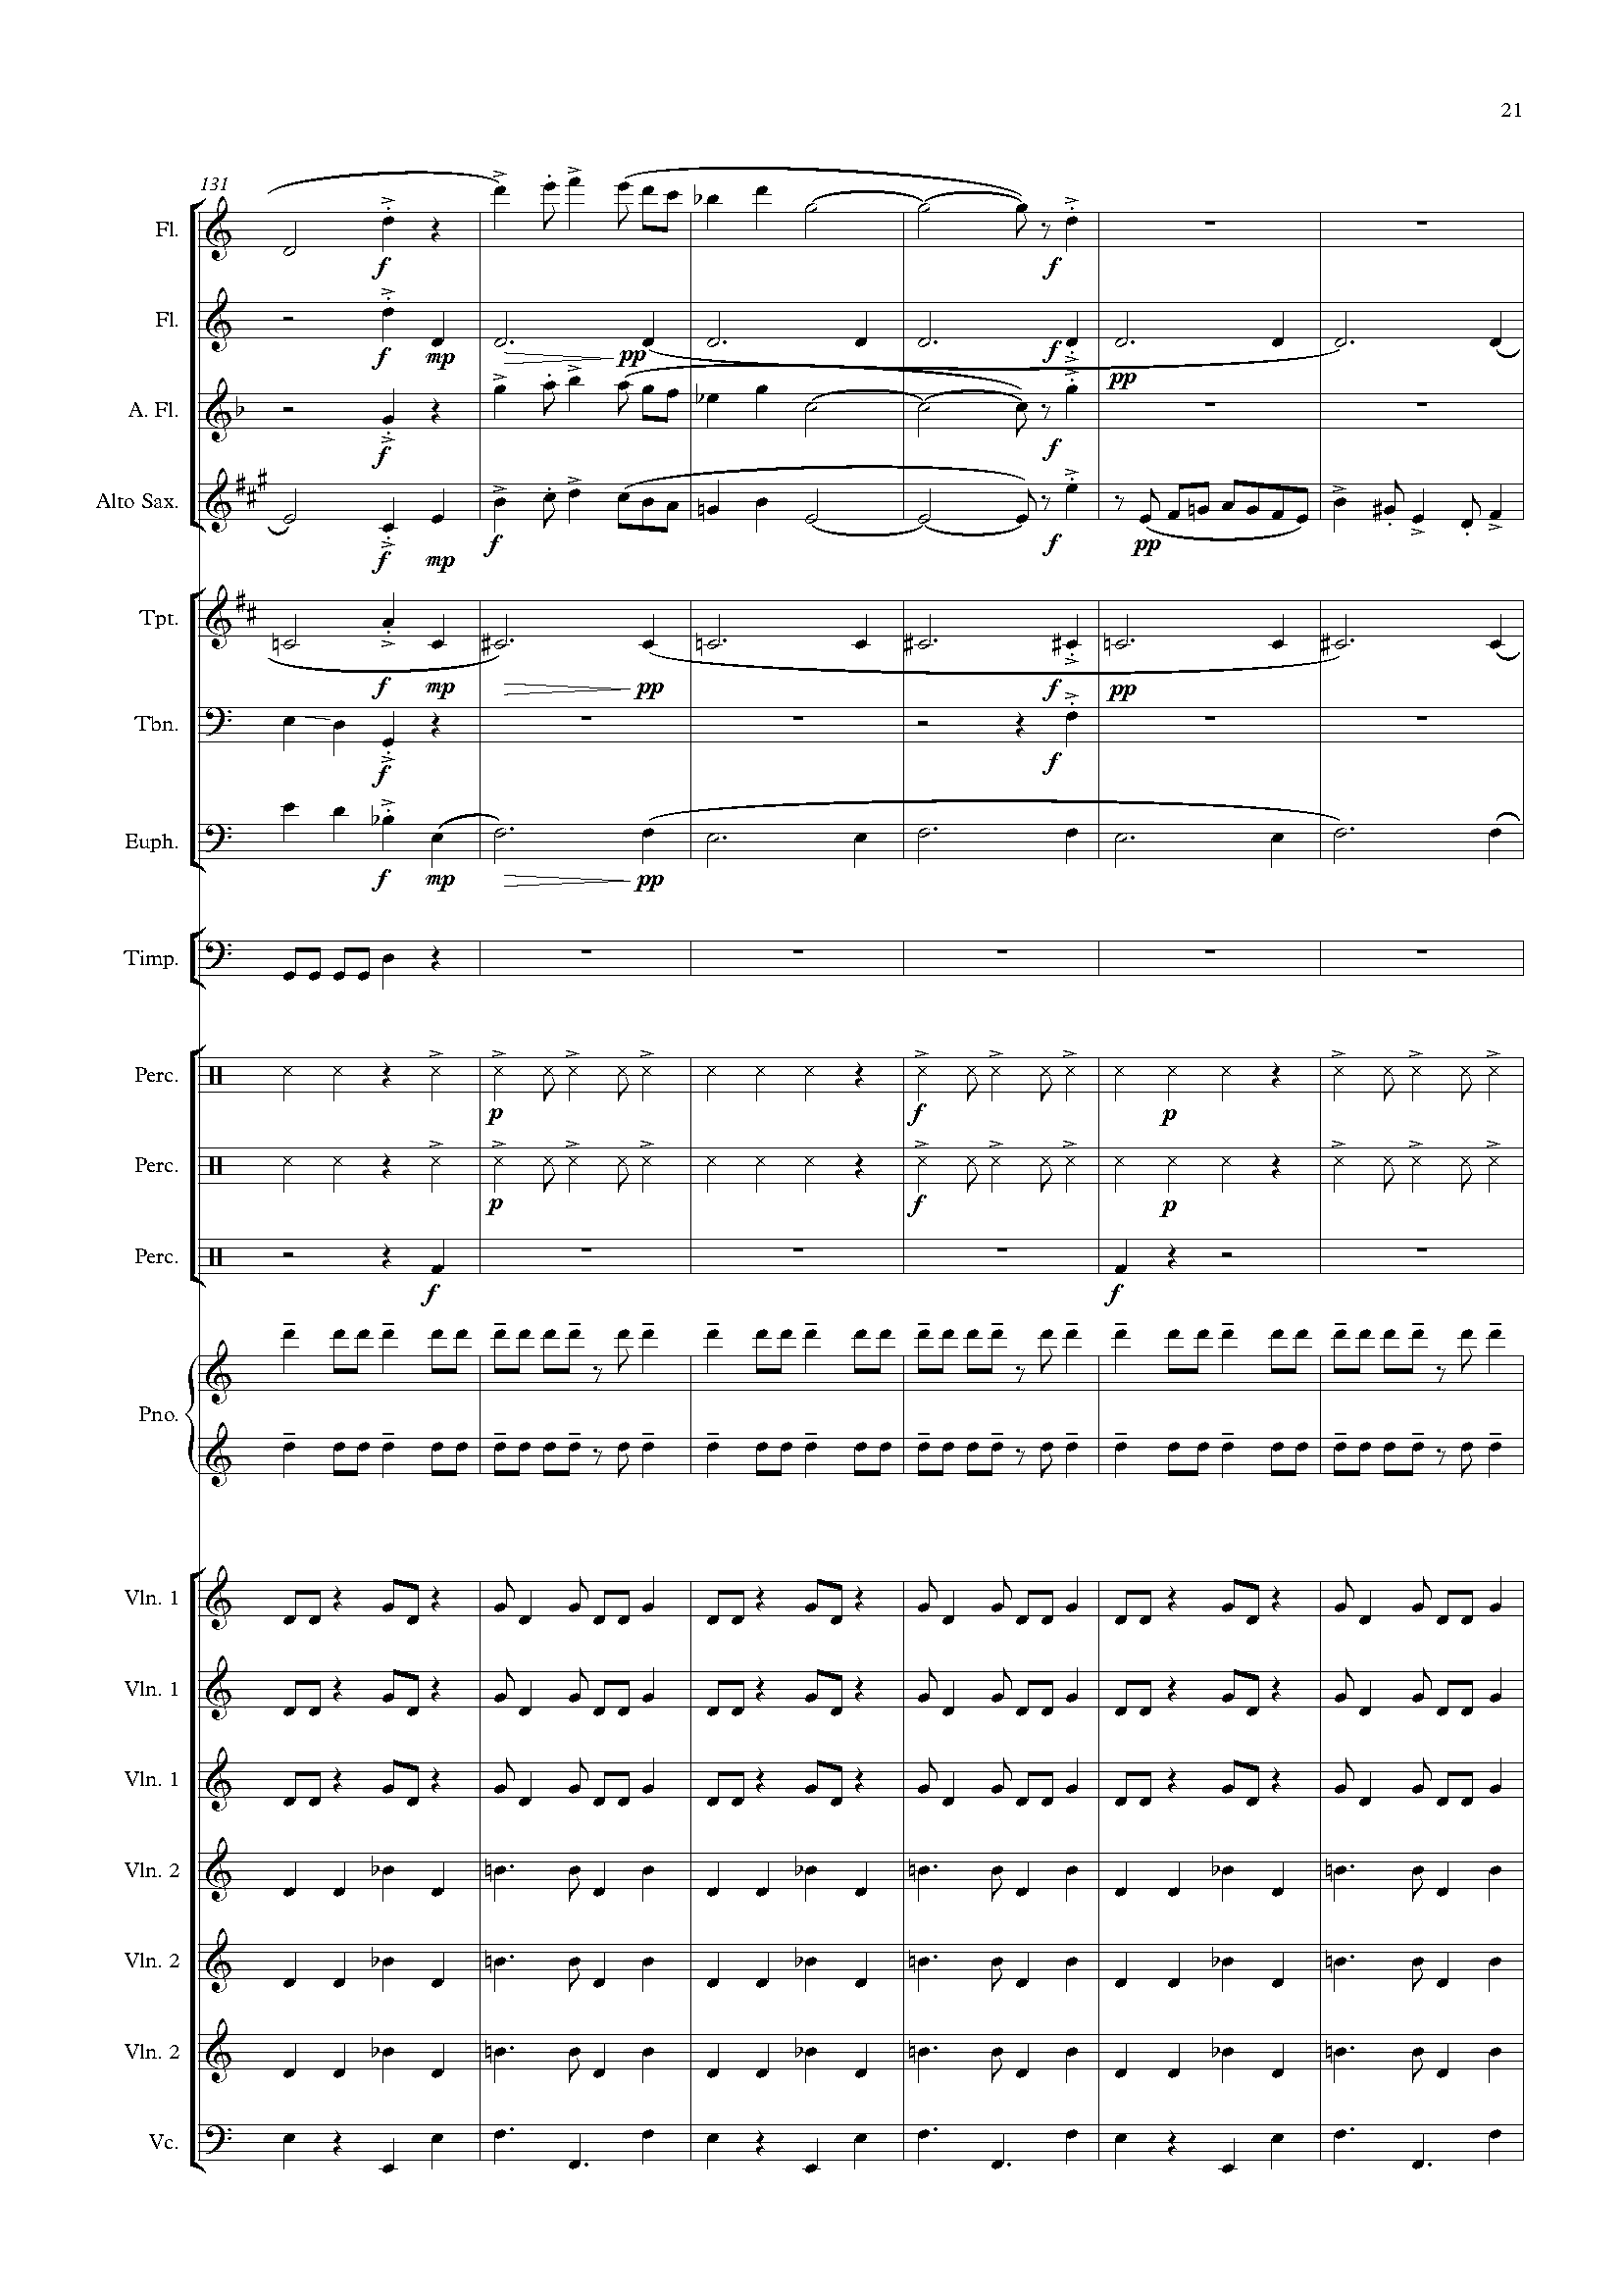 21
131
Fl.
f
f
Fl.
f mp pp f pp
A. Fl.
f f
Alto Sax.
f mp f f pp
Tpt.
f mp pp f pp
Tbn.
f f
Euph.
f mp pp
Timp.
Perc.
p f p
Perc.
p f p
Perc.
f f
Pno.
Vln. 1
Vln. 1
Vln. 1
Vln. 2
Vln. 2
Vln. 2
Vc.